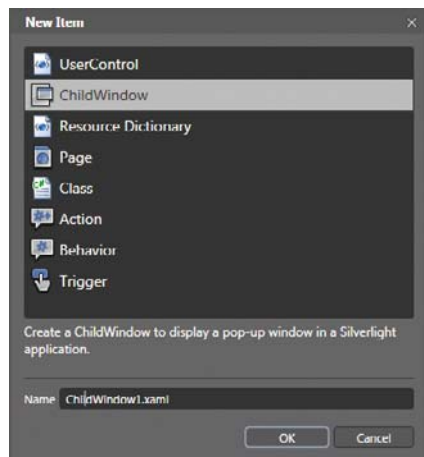 New Item
UserControl
ChildWindow
Resource Dictionary
Page
Class
Action
Behavior
Trigger
Create a ChildWindow to display a pop-up window in a Silverlight
application.
Name ChildWindow1.xaml
OK Cancel